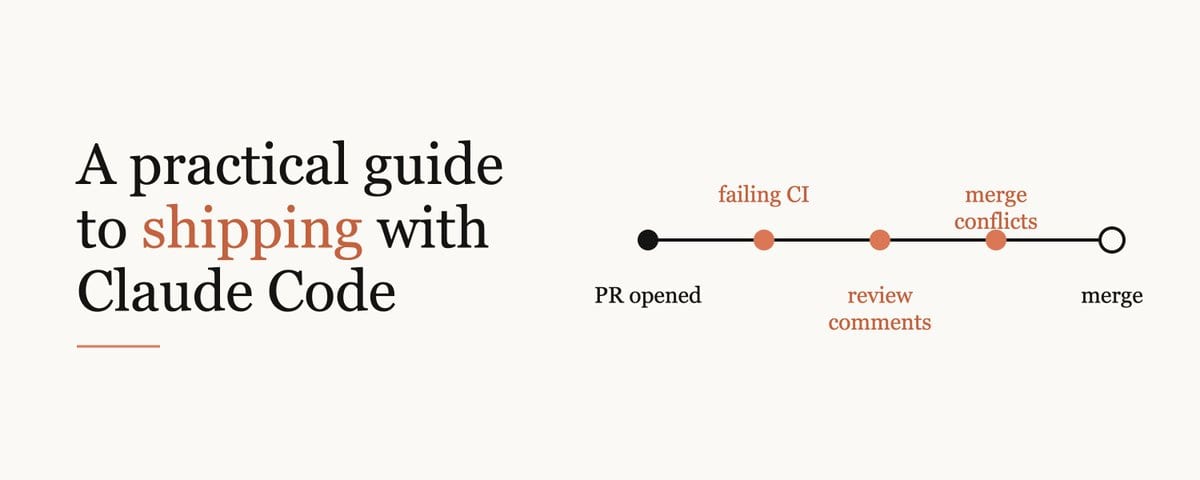 A practical guide
to shipping with
Claude Code
failing CI
merge
conflicts
PR opened
review
comments
merge